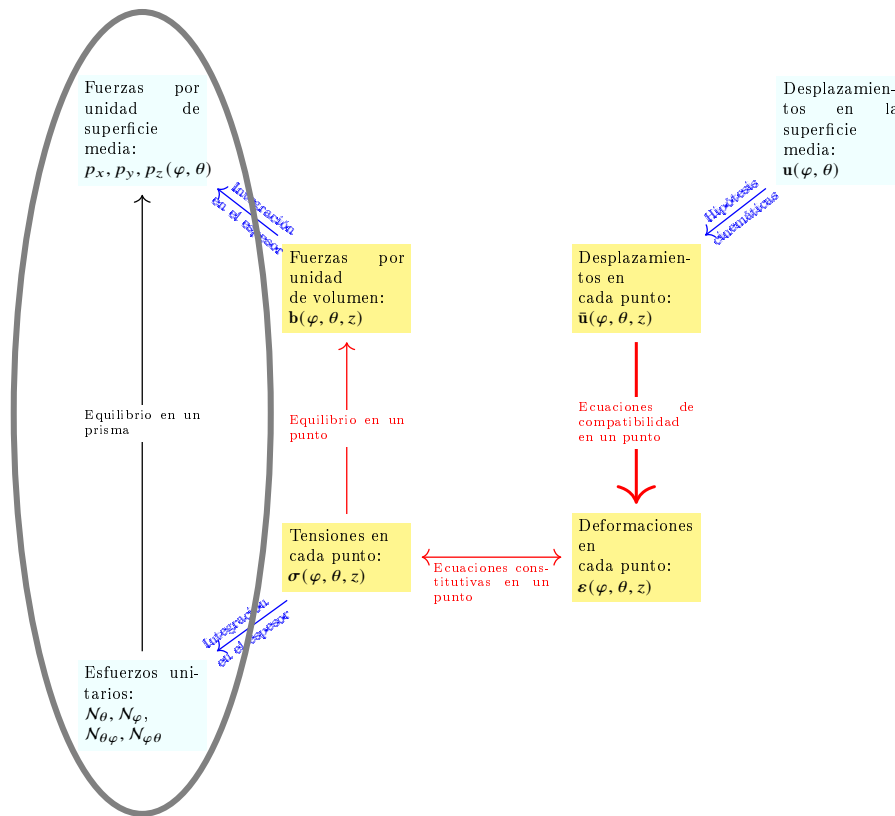 Fuerzas por
unidad de
superficie
media:
pₓ, p_y, p_z(φ, θ)
Desplazamien-
tos en la
superficie
media:
u(φ, θ)
Integración
en el espesor
Hipótesis
cinemáticas
Fuerzas por
unidad
de volumen:
b(φ, θ, z)
Desplazamien-
tos en
cada punto:
ū(φ, θ, z)
Equilibrio en un
prisma
Equilibrio en un
punto
Ecuaciones de
compatibilidad
en un punto
Tensiones en
cada punto:
σ(φ, θ, z)
Ecuaciones cons-
titutivas en un
punto
Deformaciones
en
cada punto:
ε(φ, θ, z)
Integración
en el espesor
Esfuerzos uni-
tarios:
N_θ, N_φ,
N_θφ, N_φθ